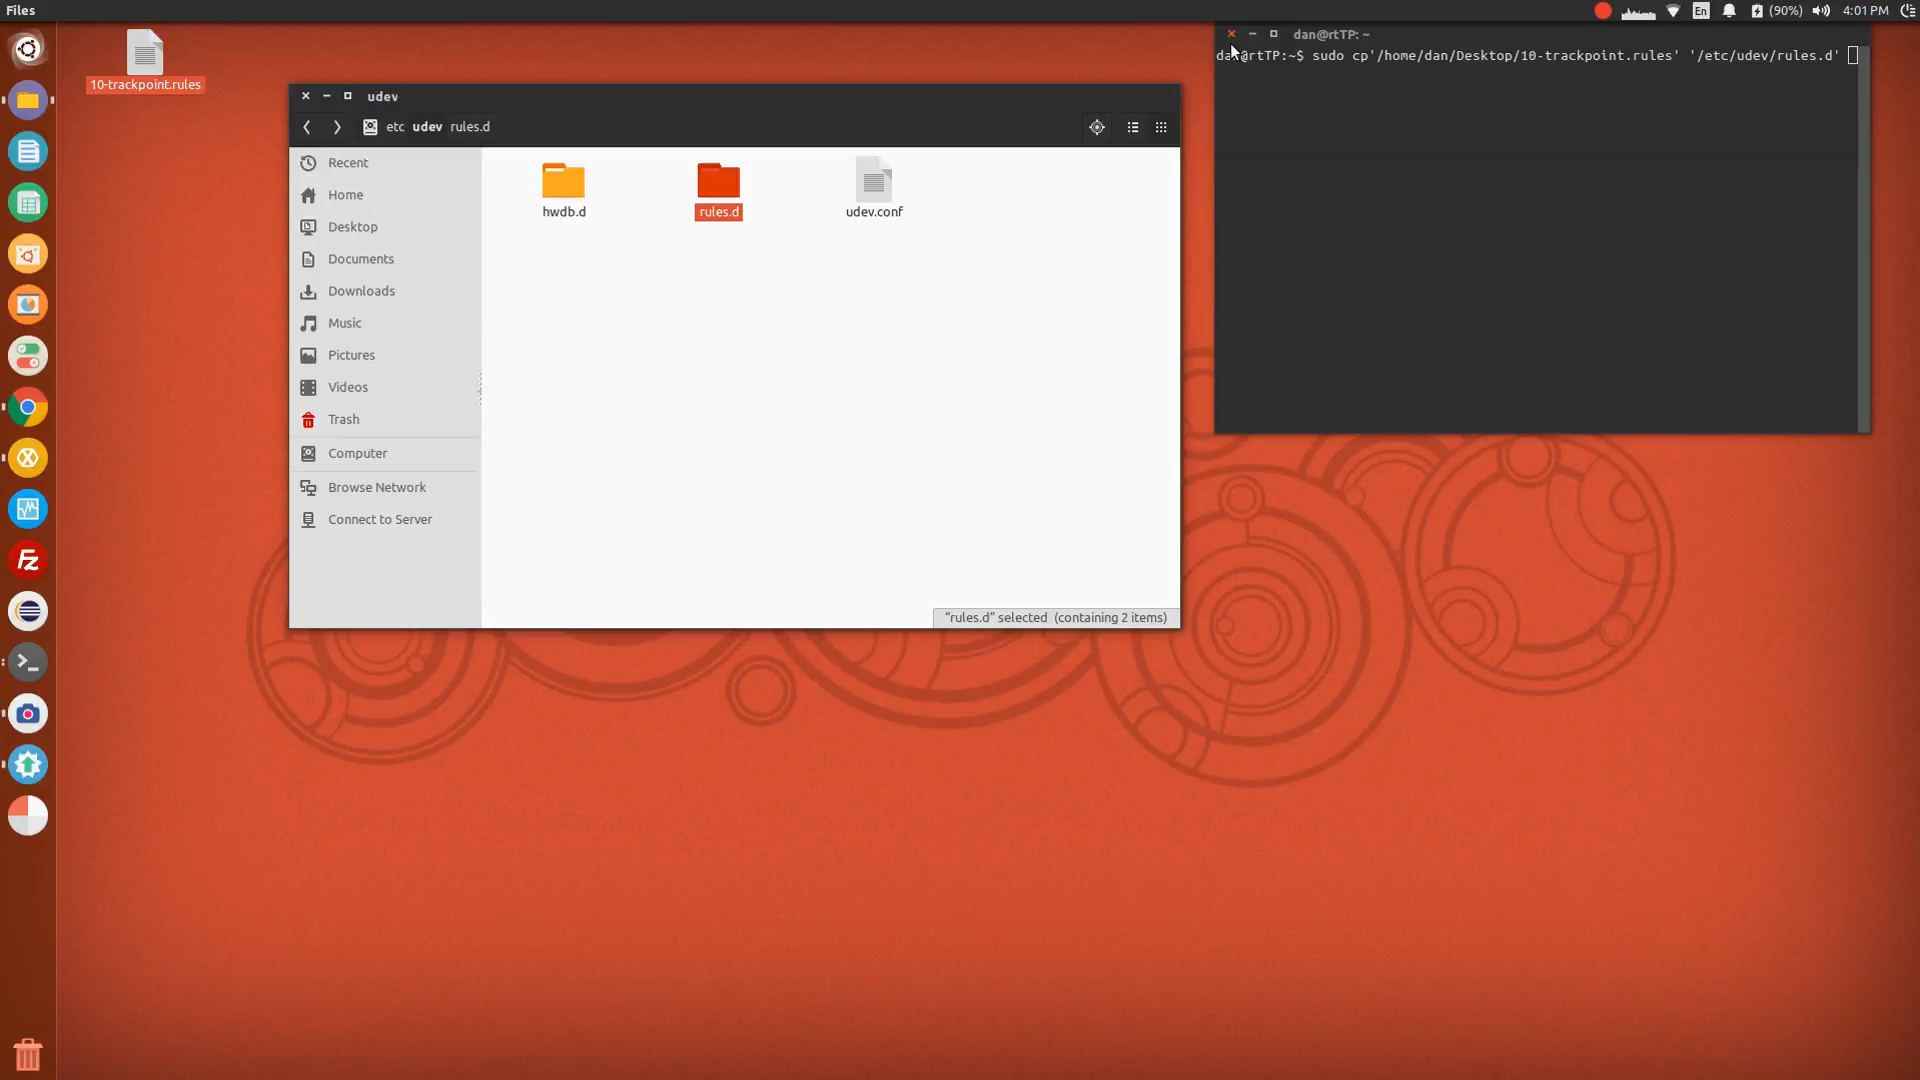 Files
En
(90%)
4:01 PM
10-trackpoint.rules
udev
etc udev rules.d
Recent
Home
Desktop
Documents
Downloads
Music
Pictures
Videos
Trash
Computer
Browse Network
Connect to Server
hwdb.d
rules.d
udev.conf
“rules.d” selected (containing 2 items)
dan@rtTP: ~
dan@rtTP:~$ sudo cp'/home/dan/Desktop/10-trackpoint.rules' '/etc/udev/rules.d'
Fz